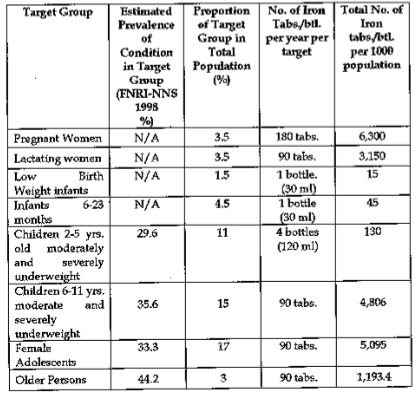 Target Group Estimated Prevalence of Condition in Target Group (FNRI-NNS 1998 %) Proportion of Target Group in Total Population (%) No. of Iron Tabs./btl. per year per target Total No. of Iron tabs./btl. per 1000 population
Pregnant Women N/A 3.5 180 tabs. 6,300
Lactating women N/A 3.5 90 tabs. 3,150
Low Birth Weight infants N/A 1.5 1 bottle. (30 ml) 15
Infants 6-23 months N/A 4.5 1 bottle (30 ml) 45
Children 2-5 yrs. old moderately and severely underweight 29.6 11 4 bottles (120 ml) 130
Children 6-11 yrs. moderate and severely underweight 35.6 15 90 tabs. 4,806
Female Adolescents 33.3 17 90 tabs. 5,095
Older Persons 44.2 3 90 tabs. 1,193.4